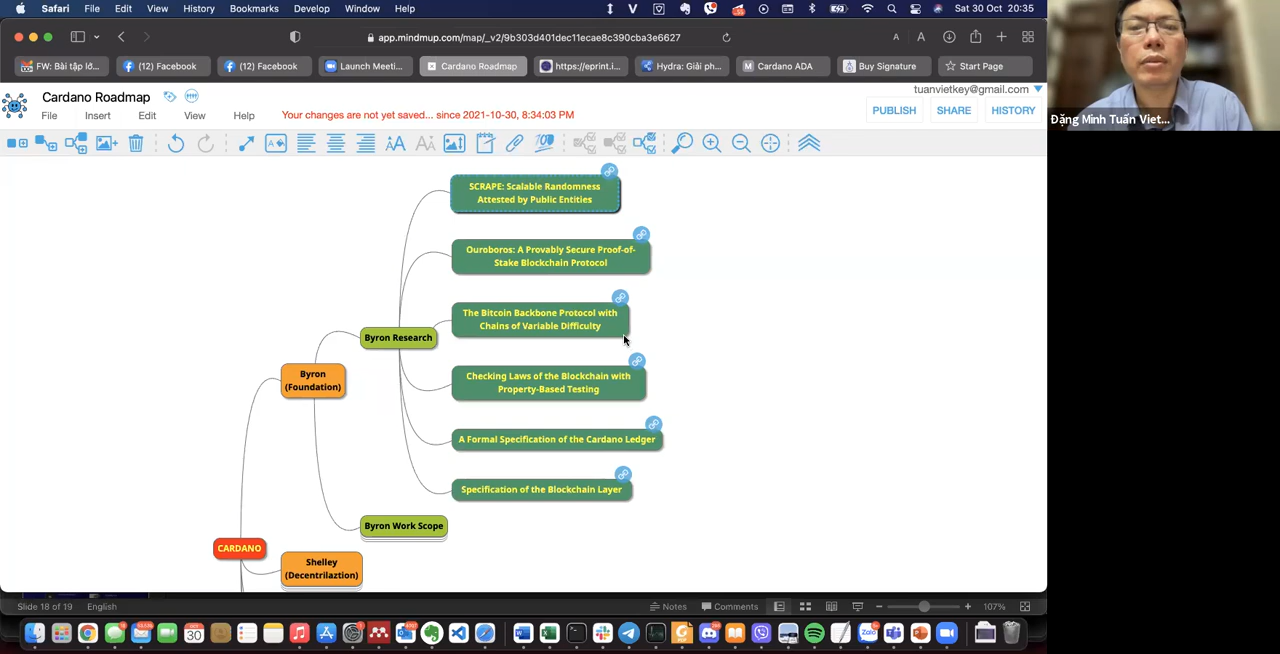 Safari File Edit View History Bookmarks Develop Window Help
Sat 30 Oct 20:35
app.mindmup.com/map/_v2/9b303d401dec11ecae8c390cba3e6627
FW: Bài tập lớ...
(12) Facebook
(12) Facebook
Launch Meeti...
Cardano Roadmap
https://eprint.i...
Hydra: Giải ph...
Cardano ADA
Buy Signature
Start Page
Cardano Roadmap
tuanvietkey@gmail.com
File Insert Edit View Help
Your changes are not yet saved... since 2021-10-30, 8:34:03 PM
PUBLISH SHARE HISTORY
Đặng Minh Tuấn Viet...
SCRAPE: Scalable Randomness
Attested by Public Entities
Ouroboros: A Provably Secure Proof-of-
Stake Blockchain Protocol
The Bitcoin Backbone Protocol with
Chains of Variable Difficulty
Byron Research
Byron
(Foundation)
Checking Laws of the Blockchain with
Property-Based Testing
A Formal Specification of the Cardano Ledger
Specification of the Blockchain Layer
Byron Work Scope
CARDANO
Shelley
(Decentrilaztion)
Slide 18 of 19 English
Notes Comments 107%